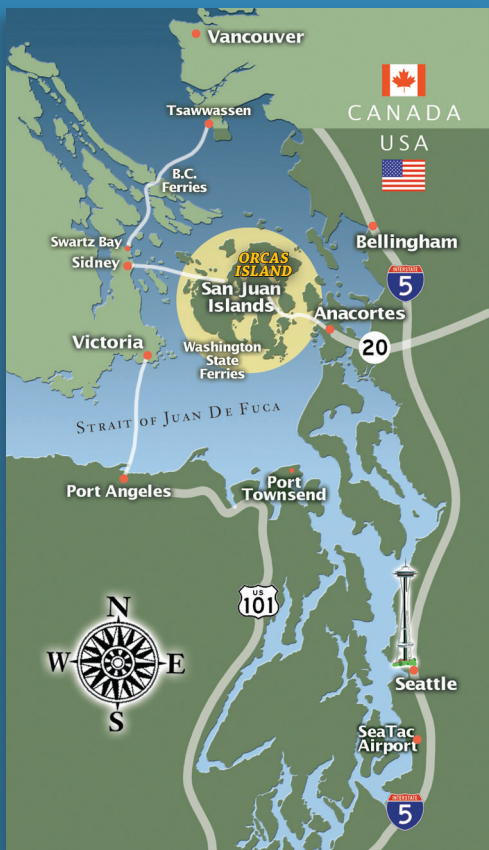 Vancouver
Tsawwassen
CANADA
USA
B.C.
Ferries
Swartz Bay
Sidney
Bellingham
ORCAS
ISLAND
San Juan
Islands
INTERSTATE
5
Anacortes
20
Victoria
Washington
State
Ferries
STRAIT OF JUAN DE FUCA
Port Angeles
Port
Townsend
US
101
N
W
E
S
Seattle
SeaTac
Airport
INTERSTATE
5